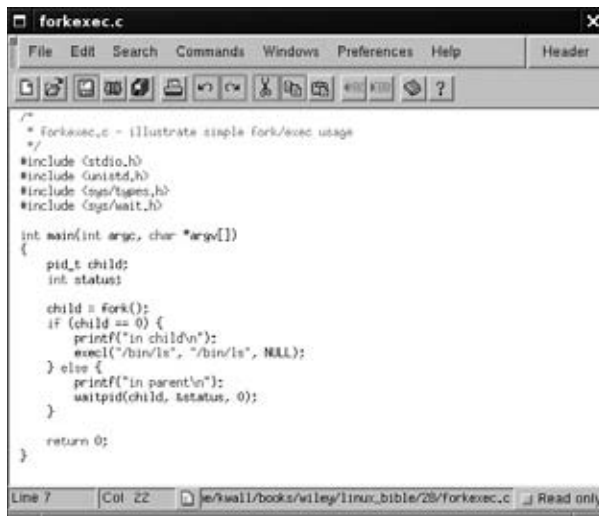 forkexec.c
File Edit Search Commands Windows Preferences Help Header
?
/*
* forkexec.c - illustrate simple fork/exec usage
*/
#include <stdio.h>
#include <unistd.h>
#include <sys/types.h>
#include <sys/wait.h>
int main(int argc, char *argv[])
{
pid_t child;
int status;
child = fork();
if (child == 0) {
printf("in child\n");
execl("/bin/ls", "/bin/ls", NULL);
} else {
printf("in parent\n");
waitpid(child, &status, 0);
}
return 0;
}
Line 7 Col 22 e/kwall/books/wiley/linux_bible/28/forkexec.c Read only